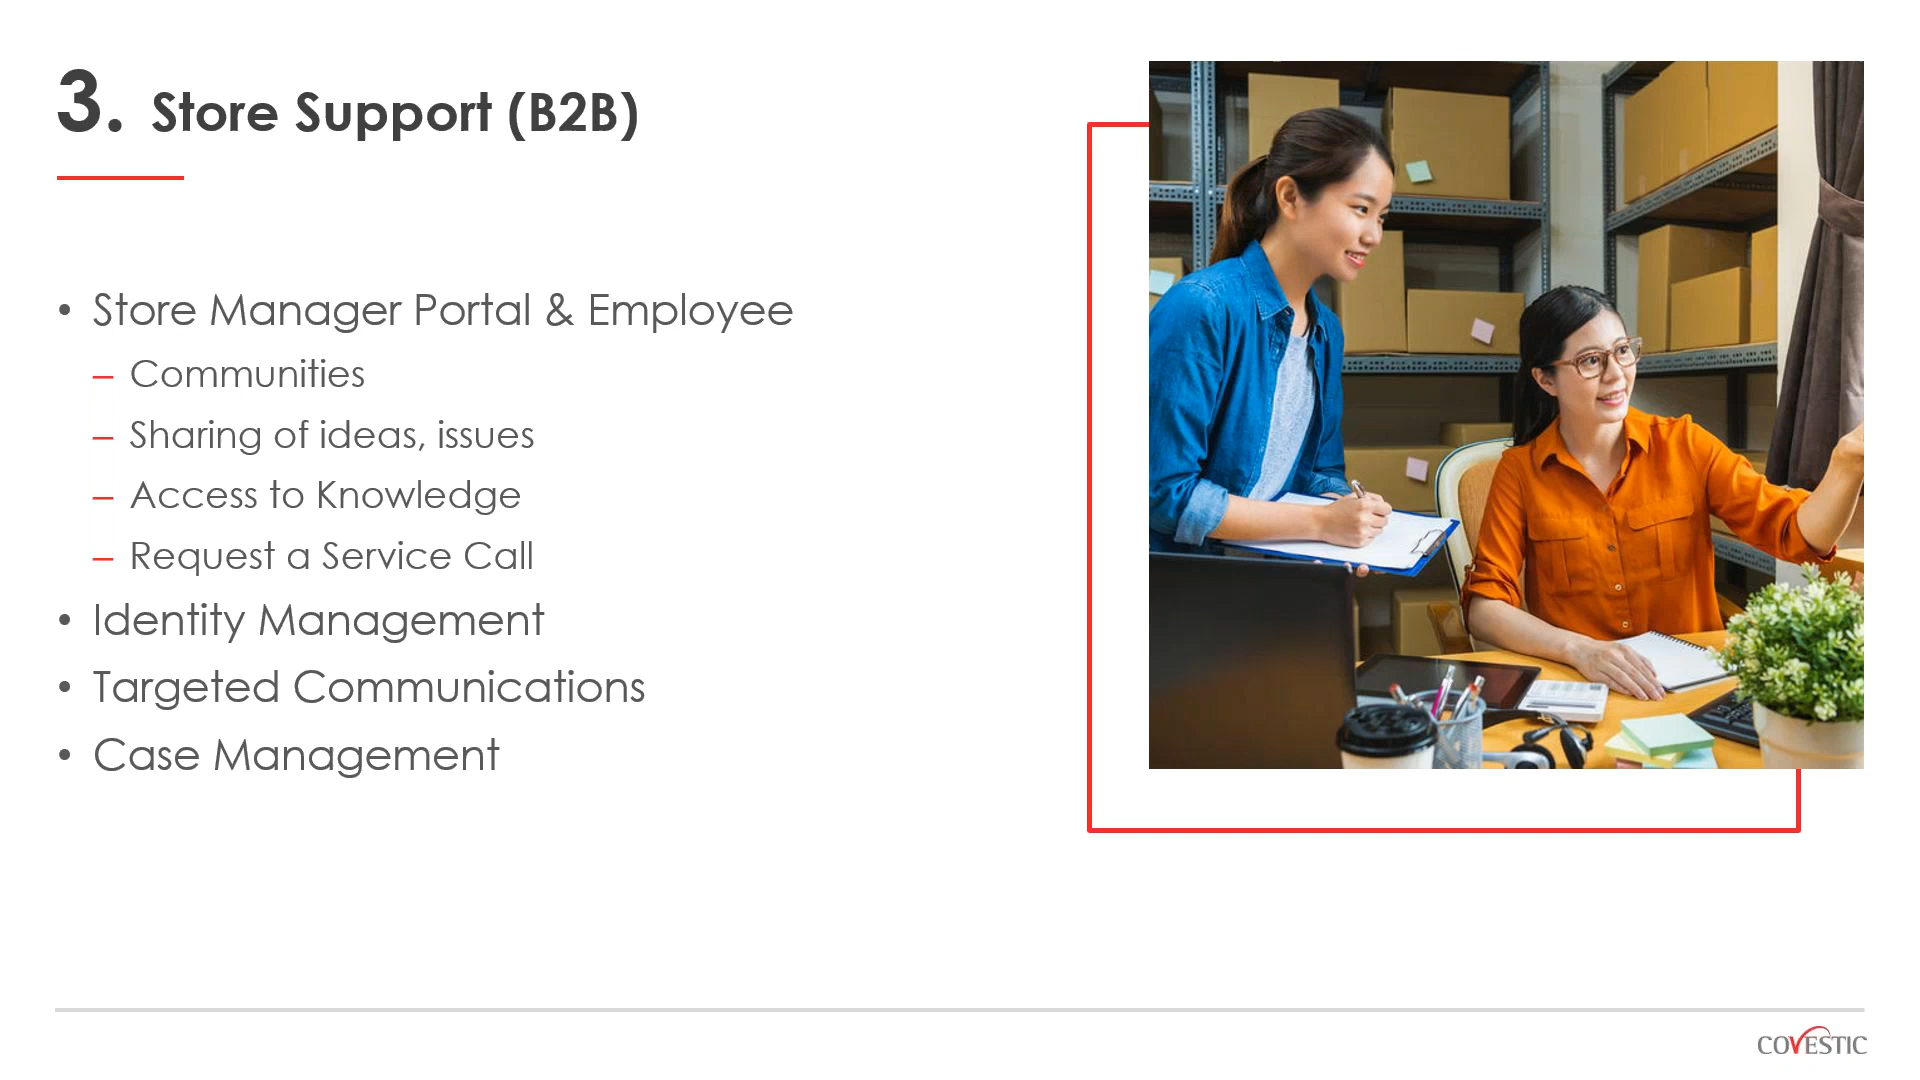 3. Store Support (B2B)
• Store Manager Portal & Employee
– Communities
– Sharing of ideas, issues
– Access to Knowledge
– Request a Service Call
• Identity Management
• Targeted Communications
• Case Management
COVESTIC